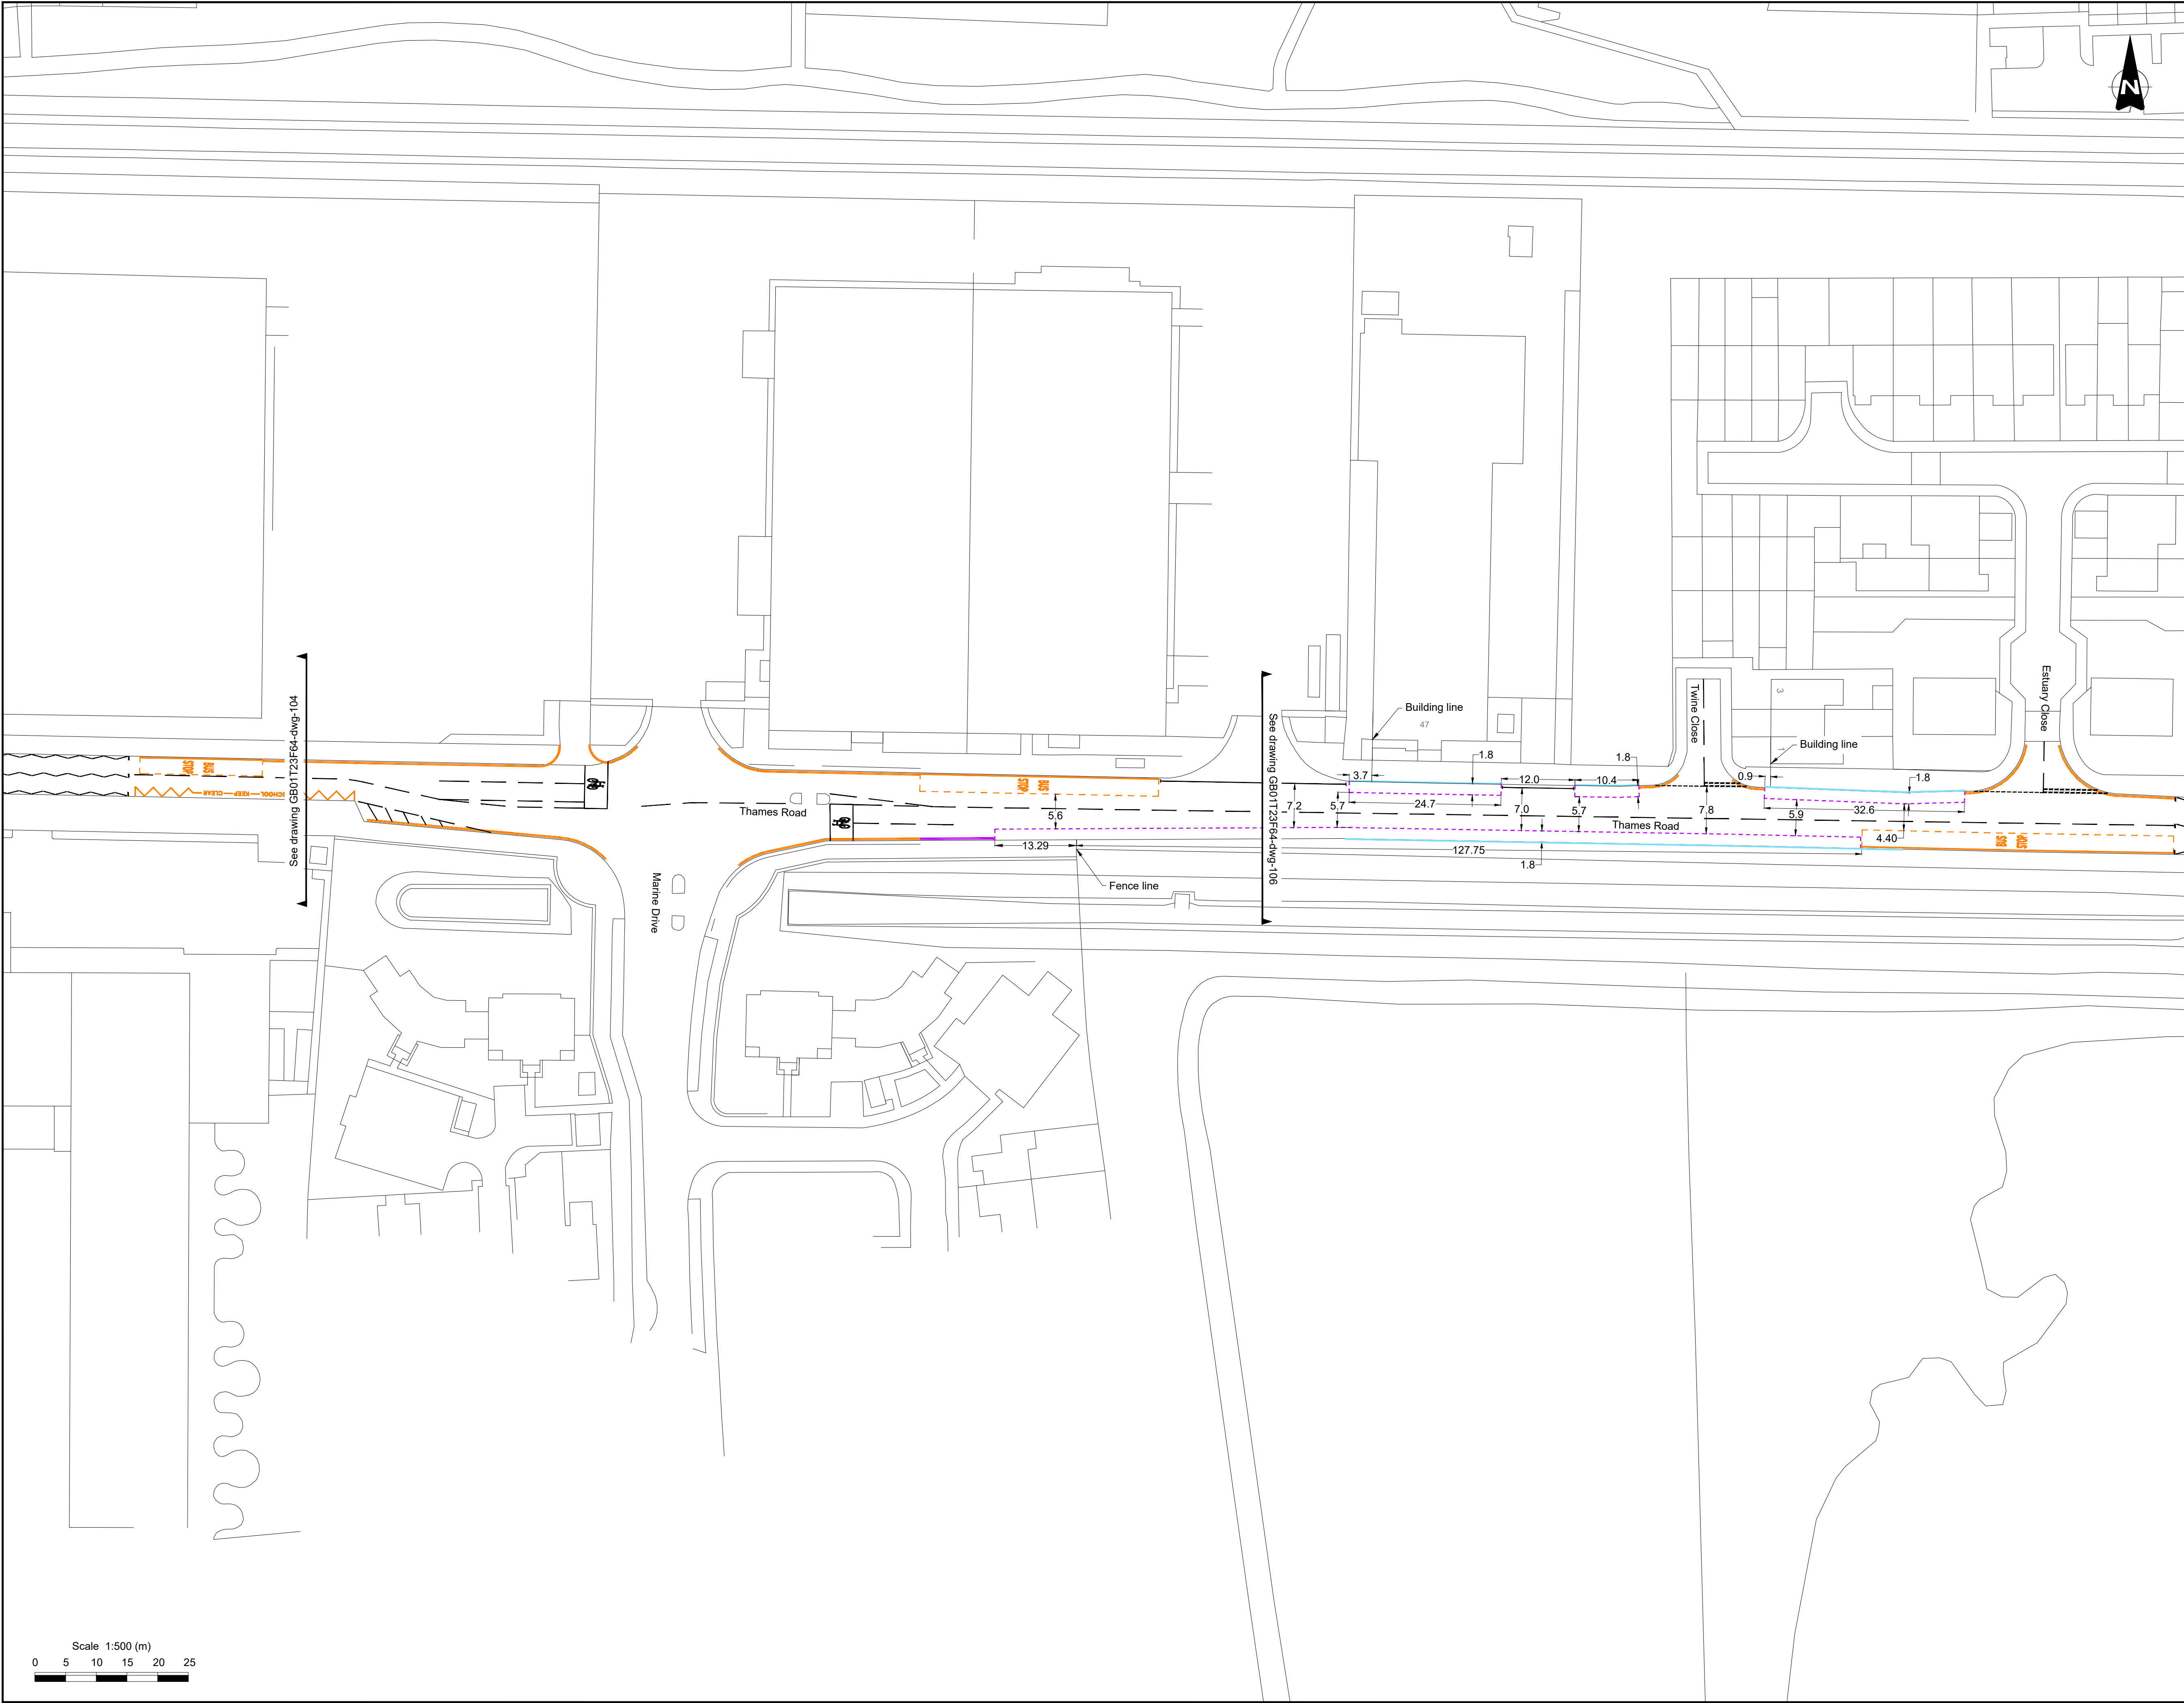 N
See drawing GB01T23F64-dwg-104
BUS
STOP
SCHOOL — KEEP — CLEAR
Marine Drive
Thames Road
BUS
STOP
5.6
13.29
Fence line
See drawing GB01T23F64-dwg-106
7.2
5.7
3.7
24.7
Building line
47
1.8
12.0
7.0
10.4
5.7
1.8
127.75
1.8
Thames Road
Twine Close
7.8
0.9
3
1
Building line
1.8
5.9
32.6
4.40
BUS
STOP
Estuary Close
Scale 1:500 (m)
0 5 10 15 20 25